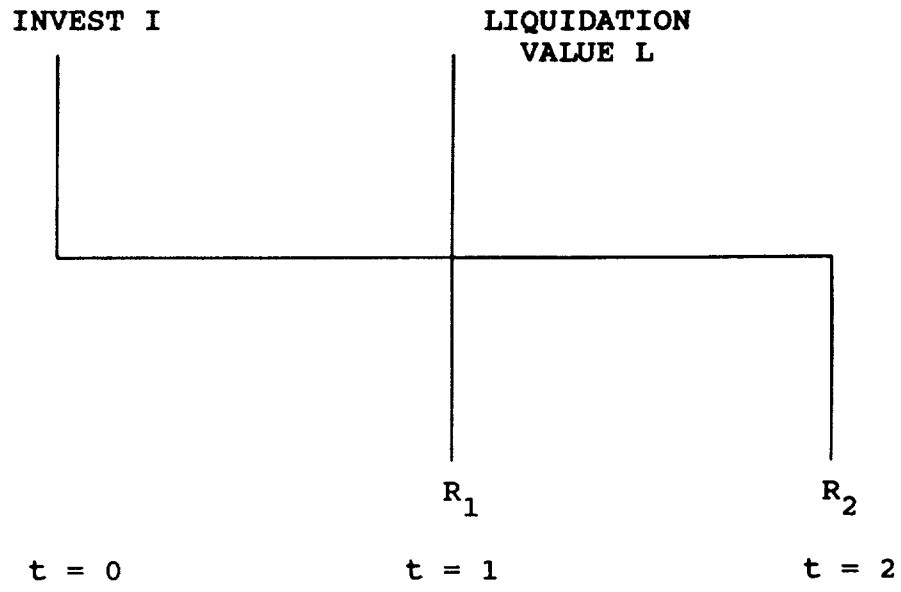 INVEST I
LIQUIDATION
VALUE L
R1
R2
t = 0
t = 1
t = 2